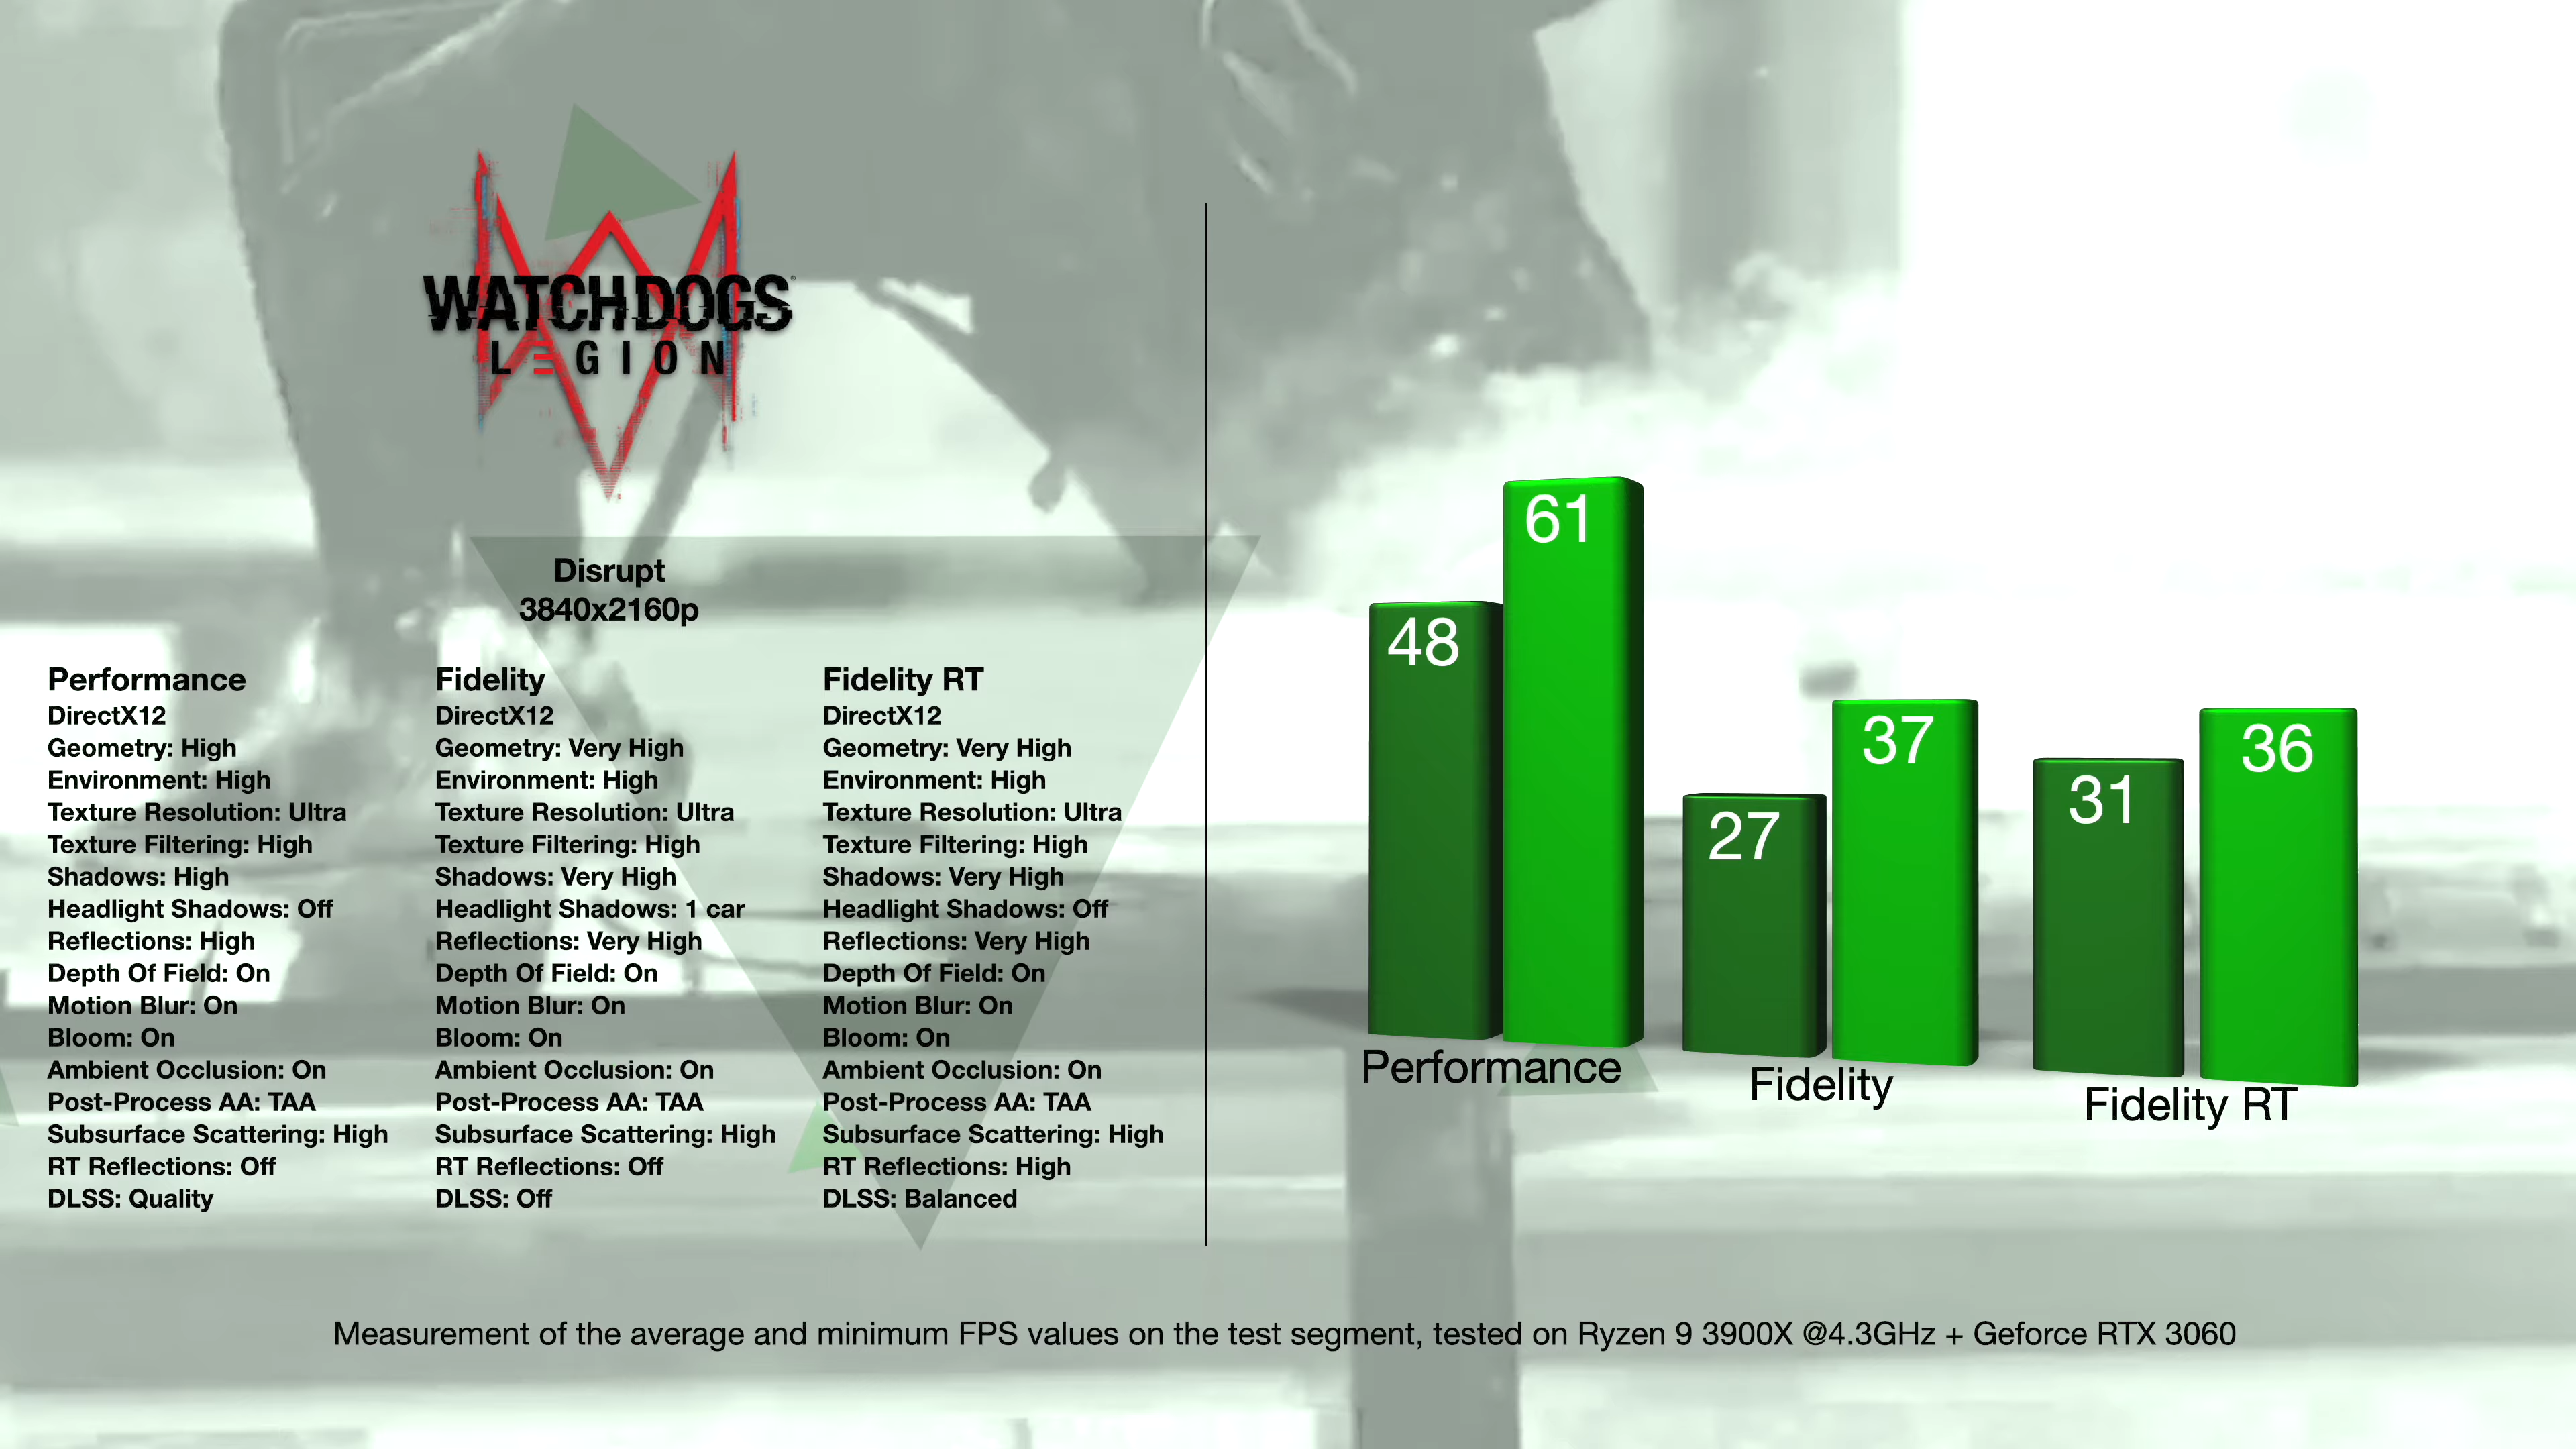 WATCH DOGS
LEGION
Disrupt
3840x2160p
Performance
DirectX12
Geometry: High
Environment: High
Texture Resolution: Ultra
Texture Filtering: High
Shadows: High
Headlight Shadows: Off
Reflections: High
Depth Of Field: On
Motion Blur: On
Bloom: On
Ambient Occlusion: On
Post-Process AA: TAA
Subsurface Scattering: High
RT Reflections: Off
DLSS: Quality
Fidelity
DirectX12
Geometry: Very High
Environment: High
Texture Resolution: Ultra
Texture Filtering: High
Shadows: Very High
Headlight Shadows: 1 car
Reflections: Very High
Depth Of Field: On
Motion Blur: On
Bloom: On
Ambient Occlusion: On
Post-Process AA: TAA
Subsurface Scattering: High
RT Reflections: Off
DLSS: Off
Fidelity RT
DirectX12
Geometry: Very High
Environment: High
Texture Resolution: Ultra
Texture Filtering: High
Shadows: Very High
Headlight Shadows: Off
Reflections: Very High
Depth Of Field: On
Motion Blur: On
Bloom: On
Ambient Occlusion: On
Post-Process AA: TAA
Subsurface Scattering: High
RT Reflections: High
DLSS: Balanced
48
61
Performance
27
37
Fidelity
31
36
Fidelity RT
Measurement of the average and minimum FPS values on the test segment, tested on Ryzen 9 3900X @4.3GHz + Geforce RTX 3060